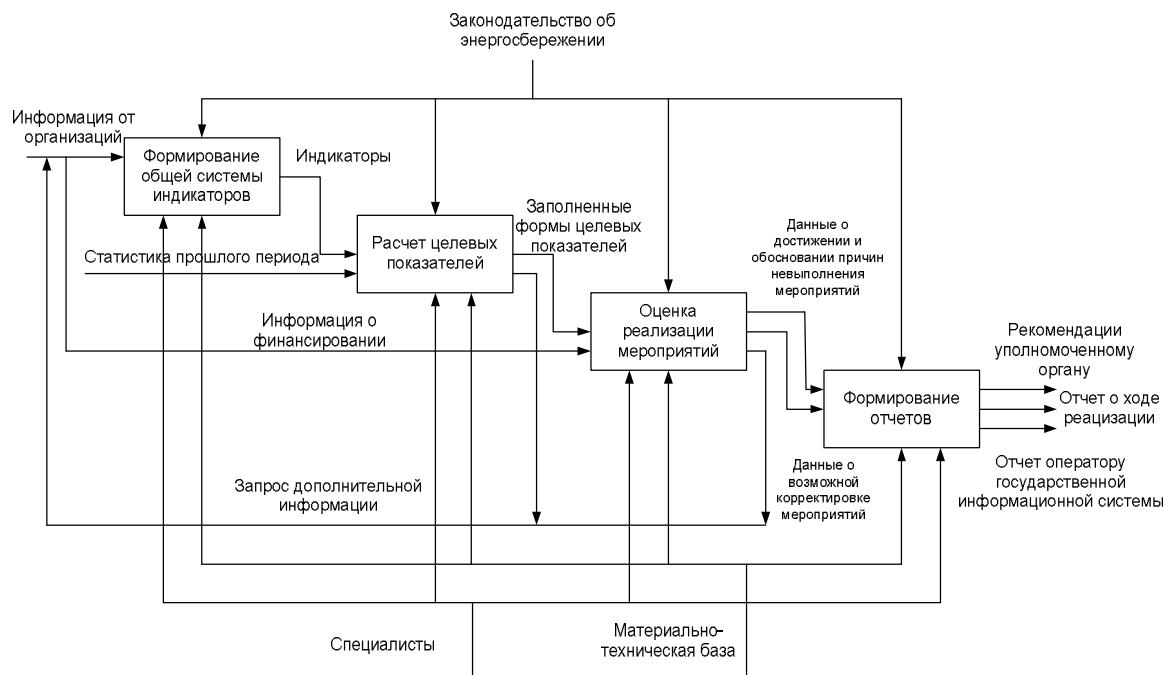 Законодательство об
энергосбережении
Информация от
организаций
Формирование
общей системы
индикаторов
Индикаторы
Заполненные
формы целевых
показателей
Расчет целевых
показателей
Статистика прошлого периода
Данные о
достижении и
обосновании причин
невыполнения
мероприятий
Информация о
финансировании
Оценка
реализации
мероприятий
Рекомендации
уполномоченному
органу
Формирование
отчетов
Отчет о ходе
реацизации
Отчет оператору
государственной
информационной системы
Данные о
возможной
корректировке
мероприятий
Запрос дополнительной
информации
Специалисты
Материально-
техническая база